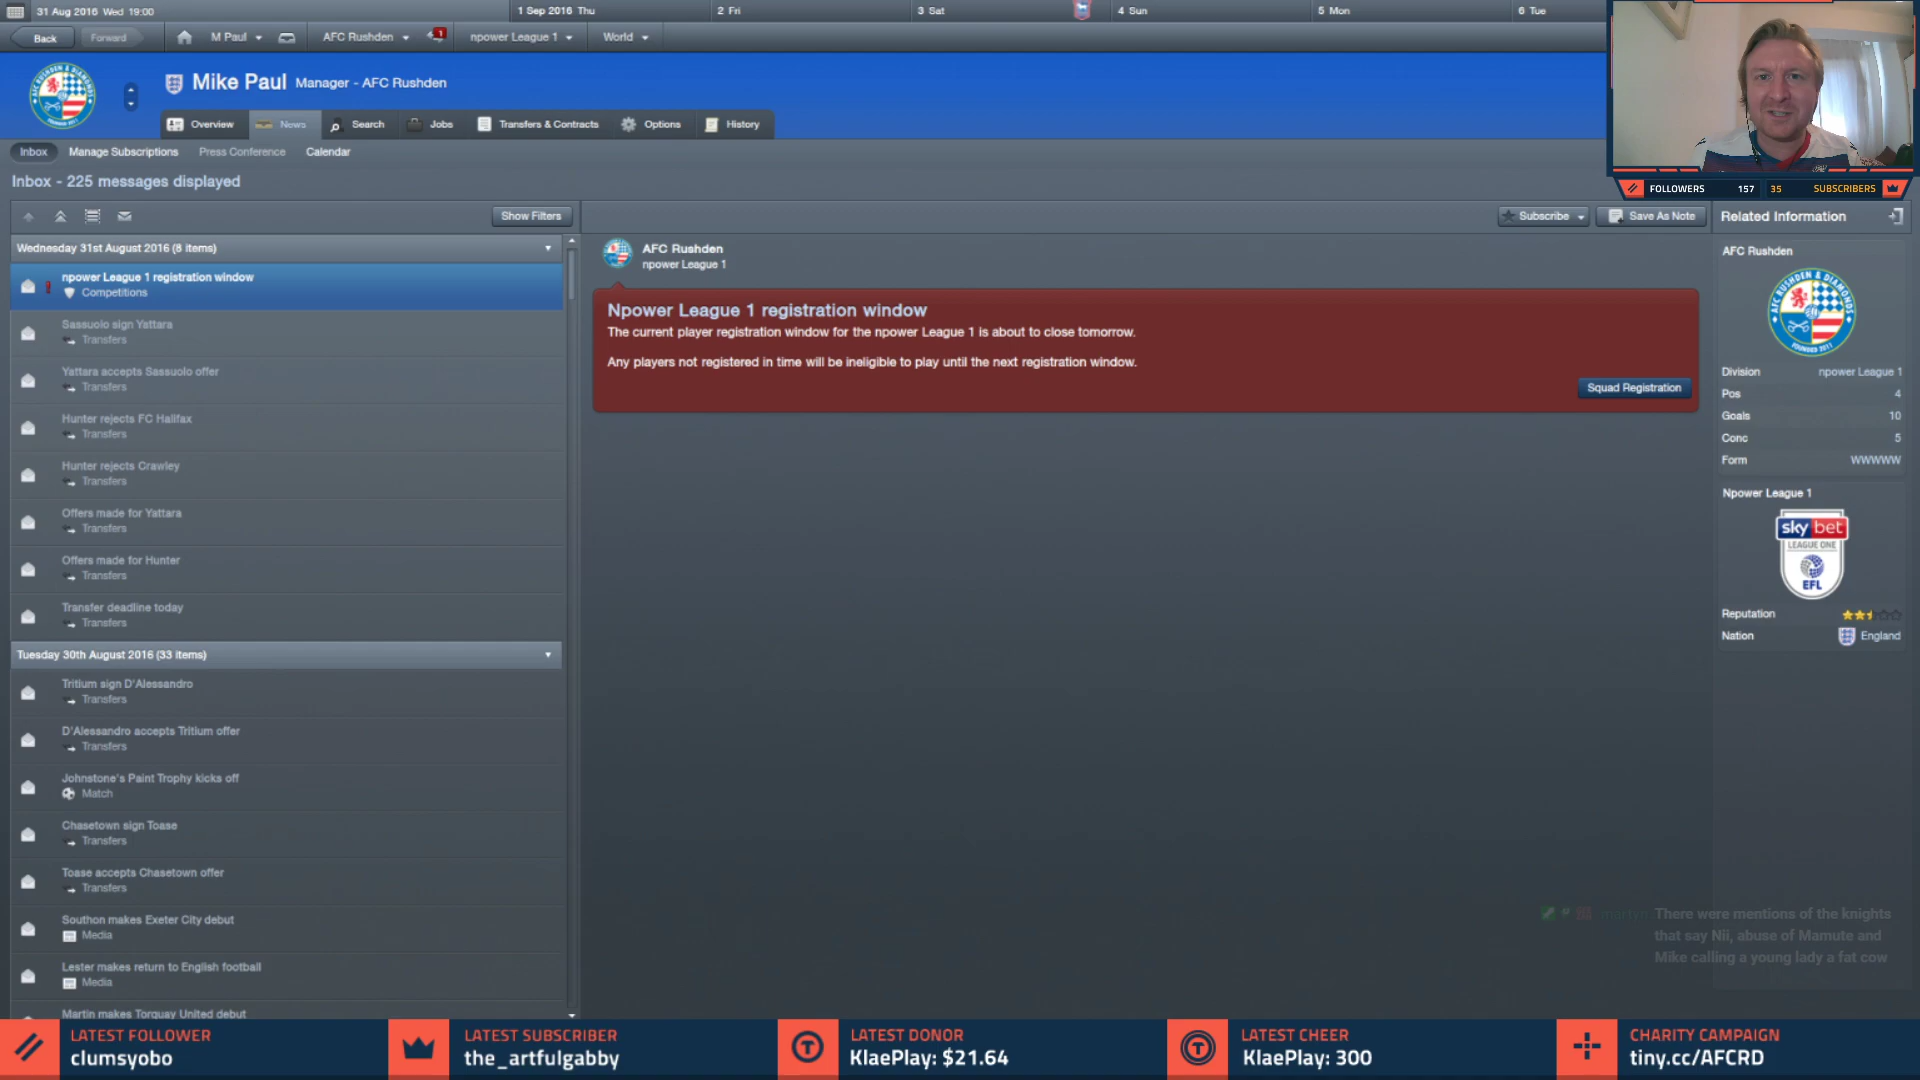 31 Aug 2016 Wed 19:00
1 Sep 2016 Thu
2 Fri
3 Sat
4 Sun
5 Mon
6 Tue
Back
Forward
M Paul
AFC Rushden
1
npower League 1
World
Mike Paul Manager - AFC Rushden
Overview
News
Search
Jobs
Transfers & Contracts
Options
History
Inbox
Manage Subscriptions
Press Conference
Calendar
FOLLOWERS 157
35 SUBSCRIBERS
Inbox - 225 messages displayed
Show Filters
Subscribe
Save As Note
Related Information
Wednesday 31st August 2016 (8 items)
npower League 1 registration window
Competitions
Sassuolo sign Yattara
Transfers
Yattara accepts Sassuolo offer
Transfers
Hunter rejects FC Halifax
Transfers
Hunter rejects Crawley
Transfers
Offers made for Yattara
Transfers
Offers made for Hunter
Transfers
Transfer deadline today
Transfers
Tuesday 30th August 2016 (33 items)
Tritium sign D'Alessandro
Transfers
D'Alessandro accepts Tritium offer
Transfers
Johnstone's Paint Trophy kicks off
Match
Chasetown sign Toase
Transfers
Toase accepts Chasetown offer
Transfers
Southon makes Exeter City debut
Media
Lester makes return to English football
Media
Martin makes Torquay United debut
AFC Rushden
npower League 1
Npower League 1 registration window
The current player registration window for the npower League 1 is about to close tomorrow.
Any players not registered in time will be ineligible to play until the next registration window.
Squad Registration
AFC Rushden
AFC RUSHDEN & DIAMONDS
FOUNDED 2011
Division npower League 1
Pos 4
Goals 10
Conc 5
Form WWWWW
Npower League 1
sky bet
LEAGUE ONE
EFL
Reputation
Nation England
martyn There were mentions of the knights
that say Nii, abuse of Mamute and
Mike calling a young lady a fat cow
LATEST FOLLOWER
clumsyobo
LATEST SUBSCRIBER
the_artfulgabby
LATEST DONOR
KlaePlay: $21.64
LATEST CHEER
KlaePlay: 300
CHARITY CAMPAIGN
tiny.cc/AFCRD